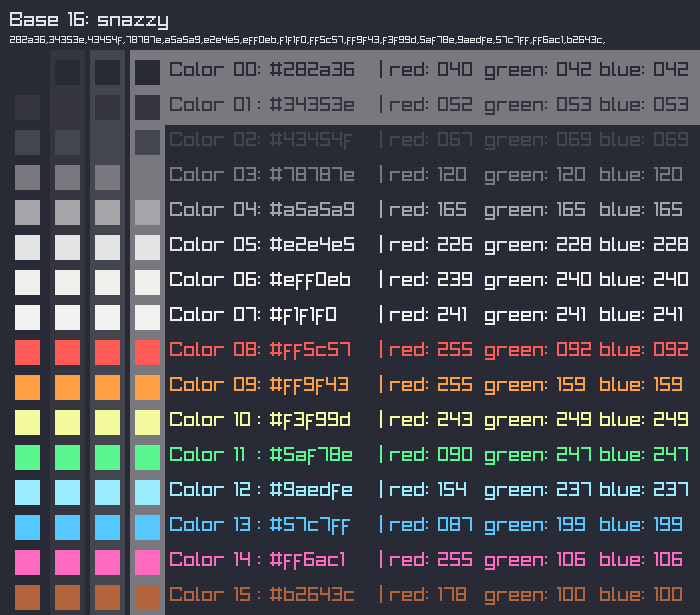 Base 16: snazzy
282a36,34353e,43454f,78787e,a5a5a9,e2e4e5,eff0eb,f1f1f0,ff5c57,ff9f43,f3f99d,5af78e,9aedfe,57c7ff,ff6ac1,b2643c,
Color 00: #282a36 | red: 040 green: 042 blue: 042
Color 01: #34353e | red: 052 green: 053 blue: 053
Color 02: #43454f | red: 067 green: 069 blue: 069
Color 03: #78787e | red: 120 green: 120 blue: 120
Color 04: #a5a5a9 | red: 165 green: 165 blue: 165
Color 05: #e2e4e5 | red: 226 green: 228 blue: 228
Color 06: #eff0eb | red: 239 green: 240 blue: 240
Color 07: #f1f1f0 | red: 241 green: 241 blue: 241
Color 08: #ff5c57 | red: 255 green: 092 blue: 092
Color 09: #ff9f43 | red: 255 green: 159 blue: 159
Color 10 : #f3f99d | red: 243 green: 249 blue: 249
Color 11 : #5af78e | red: 090 green: 247 blue: 247
Color 12 : #9aedfe | red: 154 green: 237 blue: 237
Color 13 : #57c7ff | red: 087 green: 199 blue: 199
Color 14 : #ff6ac1 | red: 255 green: 106 blue: 106
Color 15 : #b2643c | red: 178 green: 100 blue: 100